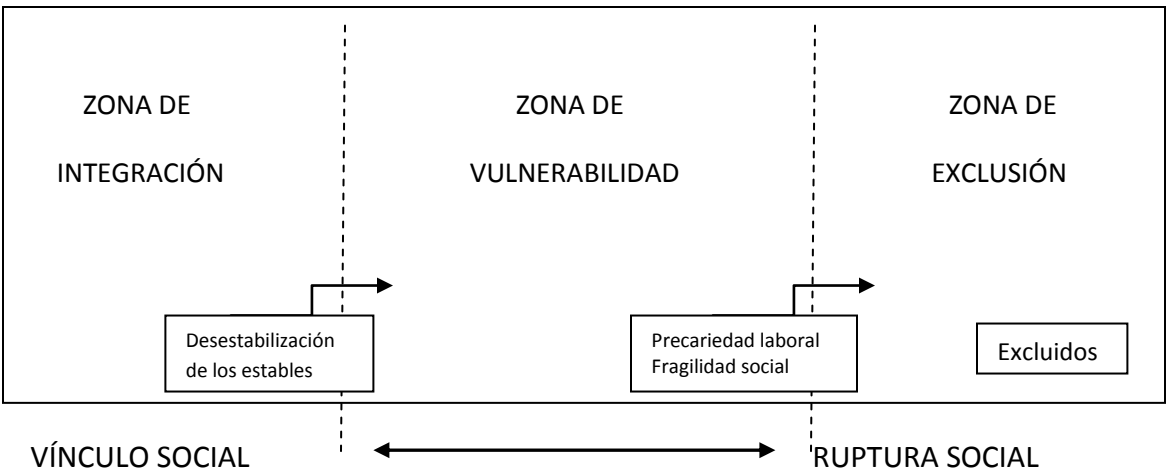 ZONA DE
INTEGRACIÓN
ZONA DE
VULNERABILIDAD
ZONA DE
EXCLUSIÓN
Desestabilización
de los estables
Precariedad laboral
Fragilidad social
Excluidos
VÍNCULO SOCIAL
RUPTURA SOCIAL